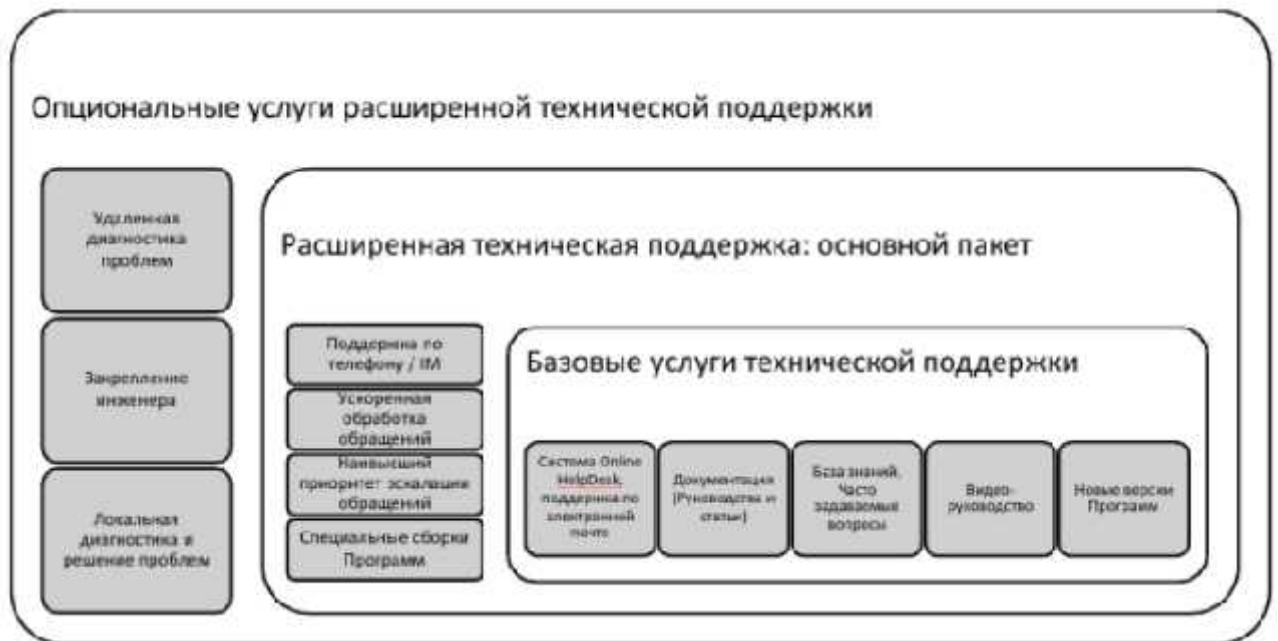 Опциональные услуги расширенной технической поддержки
Удаленная
диагностика
проблем
Закрепление
инженера
Локальная
диагностика и
решение проблем
Расширенная техническая поддержка: основной пакет
Поддержка по
телефону / IM
Ускоренная
обработка
обращений
Наивысший
приоритет эскалации
обращений
Специальные сборки
Программ
Базовые услуги технической поддержки
Система Online
HelpDesk,
поддержка по
электронной
почте
Документация
(Руководства и
статьи)
База знаний,
Часто
задаваемые
вопросы
Видео-
руководство
Новые версии
Программ